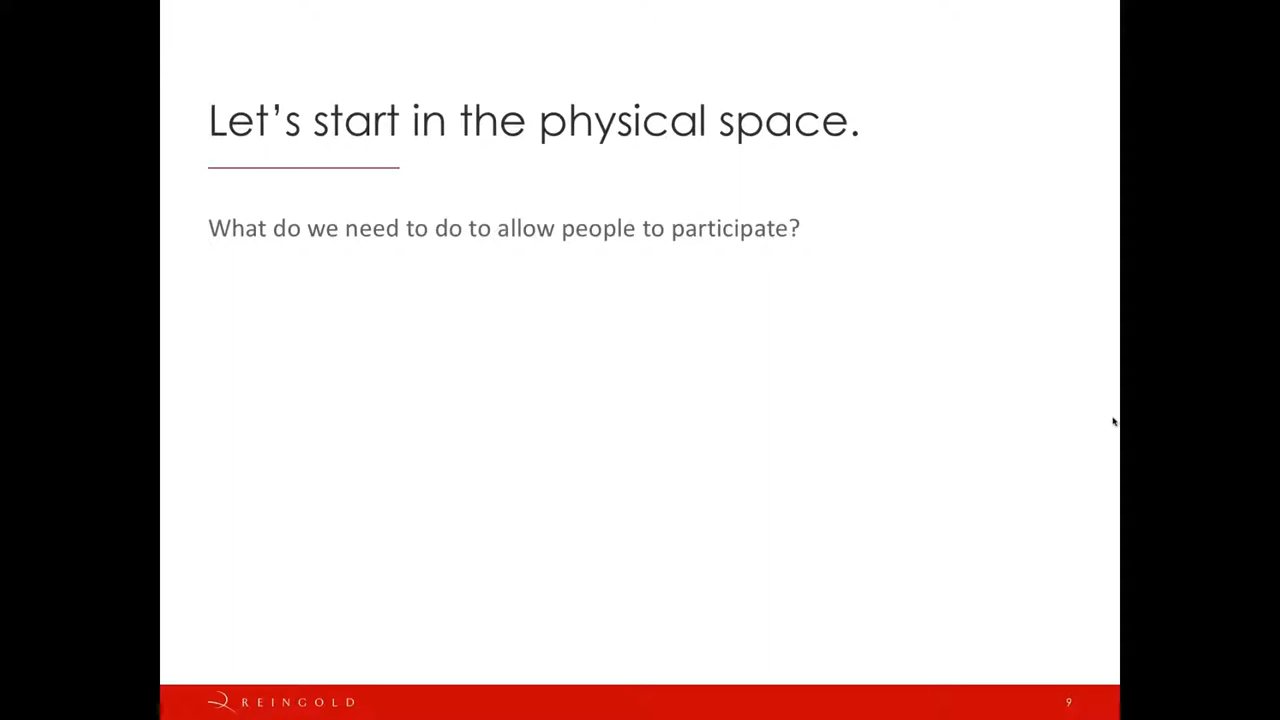 Let’s start in the physical space.
What do we need to do to allow people to participate?
REINGOLD
9